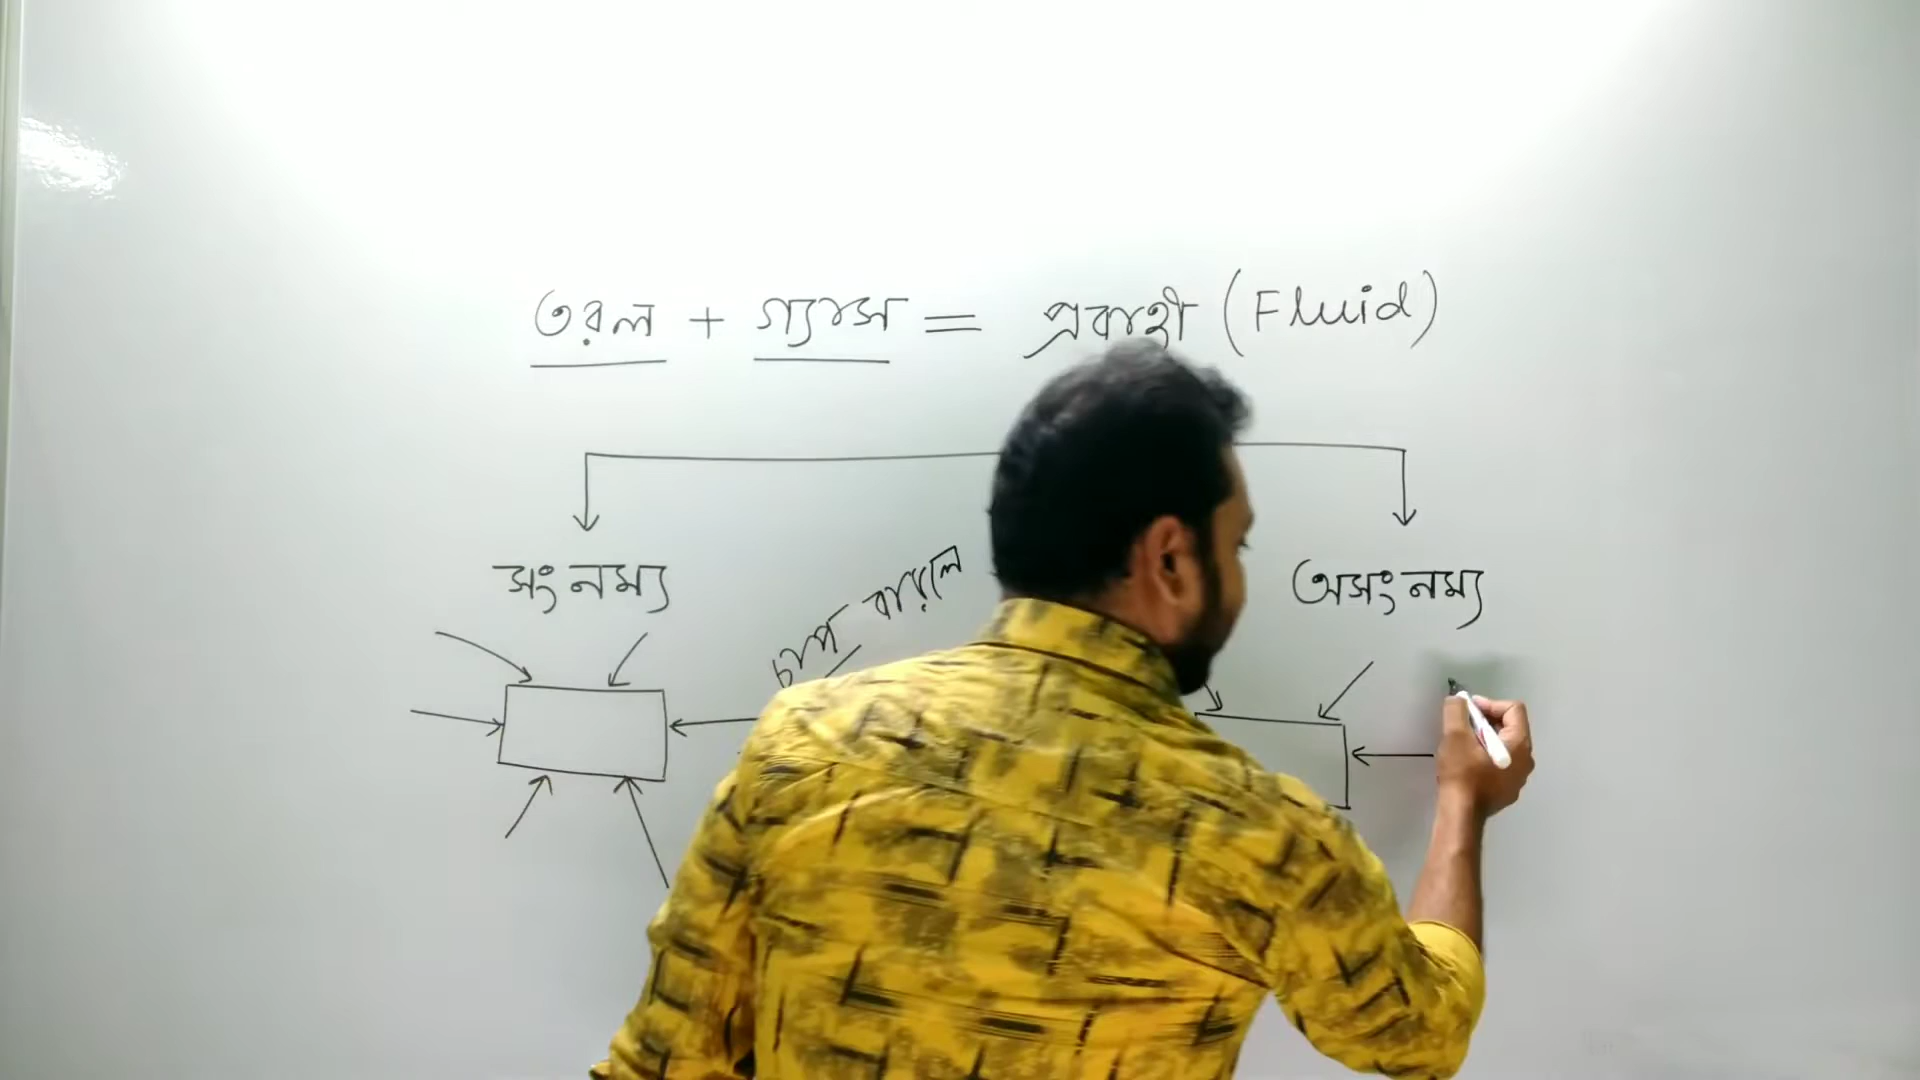 তরল + গ্যাস = প্রবাহী (Fluid)
সংনম্য
অসংনম্য
চাপ বাড়লে